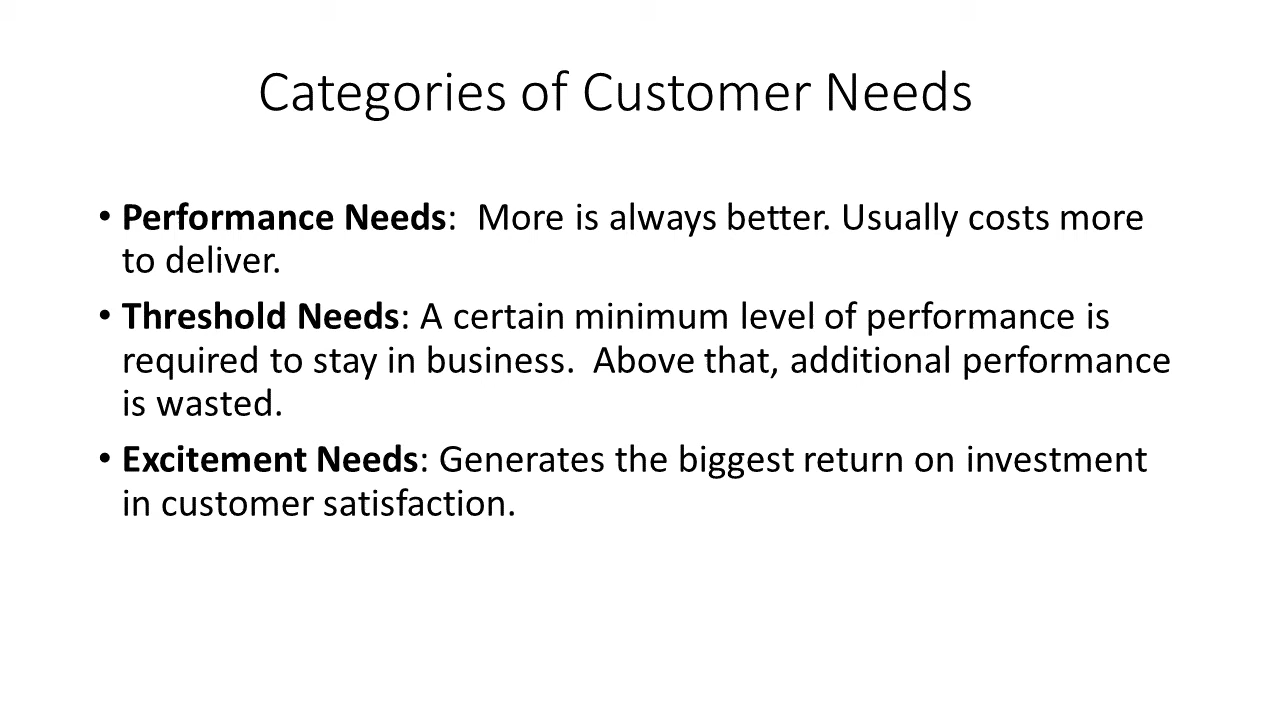 Categories of Customer Needs
• Performance Needs:  More is always better. Usually costs more
to deliver.
• Threshold Needs: A certain minimum level of performance is
required to stay in business.  Above that, additional performance
is wasted.
• Excitement Needs: Generates the biggest return on investment
in customer satisfaction.